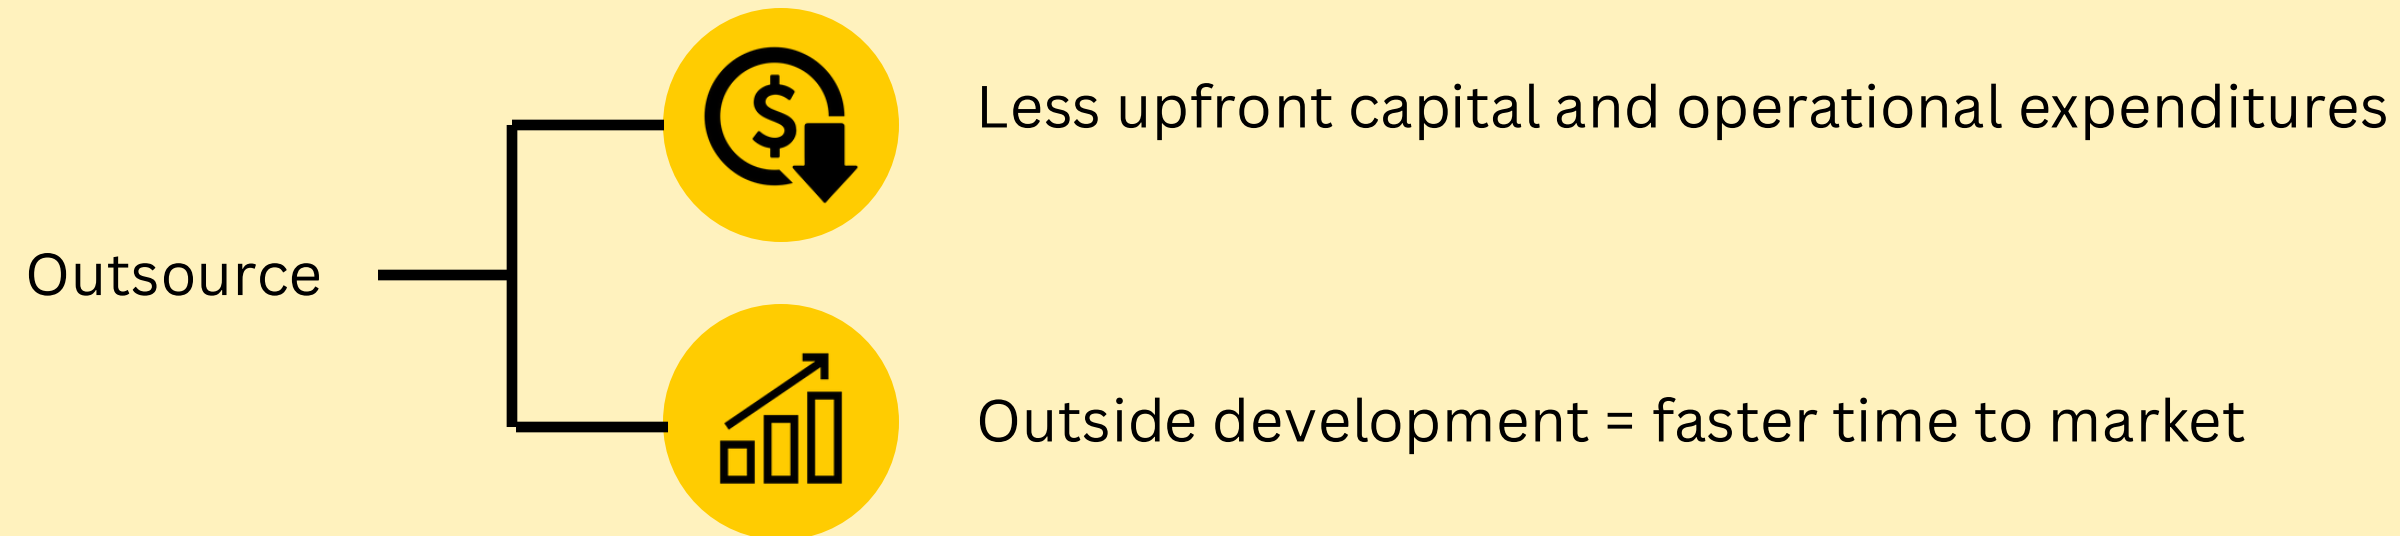 Less upfront capital and operational expenditures
Outsource
Outside development = faster time to market